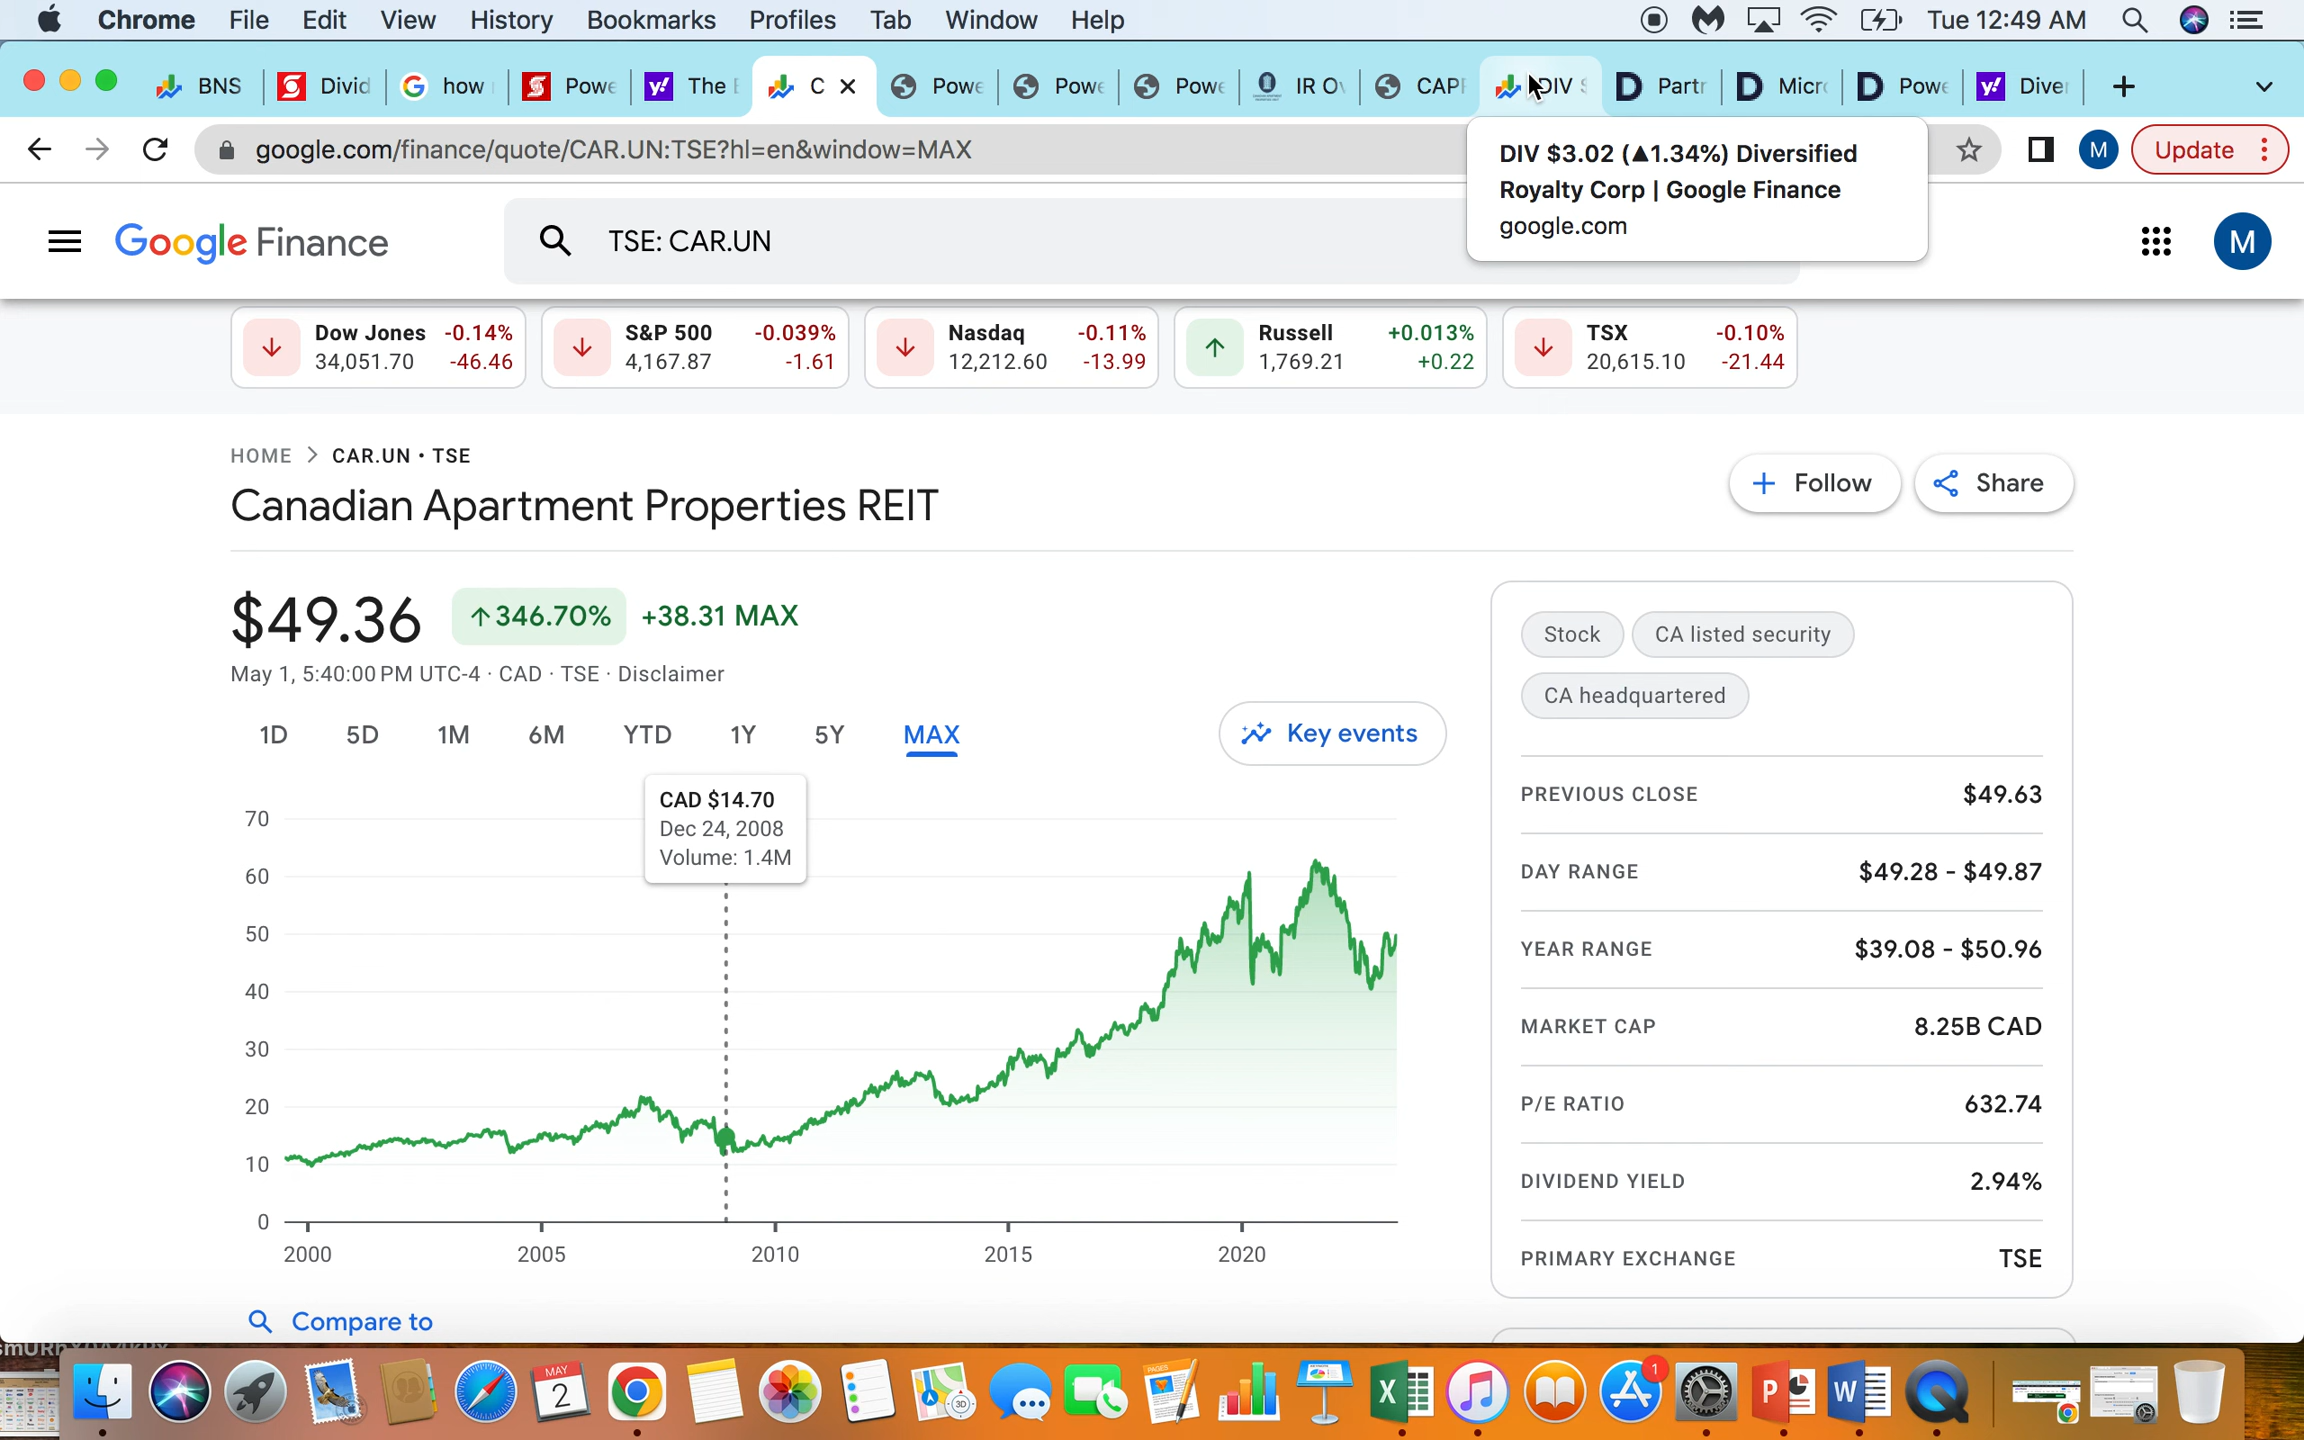 Chrome File Edit View History Bookmarks Profiles Tab Window Help Tue 12:49 AM
BNS Divid how Powe The C Powe Powe Powe IR Ov CAPF DIV Partr Micro Powe Diver
google.com/finance/quote/CAR.UN:TSE?hl=en&window=MAX M Update
DIV $3.02 (▲1.34%) Diversified
Royalty Corp | Google Finance
google.com
Google Finance TSE: CAR.UN M
Dow Jones -0.14%
34,051.70 -46.46
S&P 500 -0.039%
4,167.87 -1.61
Nasdaq -0.11%
12,212.60 -13.99
Russell +0.013%
1,769.21 +0.22
TSX -0.10%
20,615.10 -21.44
HOME > CAR.UN • TSE
Canadian Apartment Properties REIT
Follow Share
$49.36 ↑346.70% +38.31 MAX
May 1, 5:40:00 PM UTC-4 · CAD · TSE · Disclaimer
1D 5D 1M 6M YTD 1Y 5Y MAX
Key events
CAD $14.70
Dec 24, 2008
Volume: 1.4M
70
60
50
40
30
20
10
0
2000 2005 2010 2015 2020
Compare to
Stock CA listed security
CA headquartered
PREVIOUS CLOSE $49.63
DAY RANGE $49.28 - $49.87
YEAR RANGE $39.08 - $50.96
MARKET CAP 8.25B CAD
P/E RATIO 632.74
DIVIDEND YIELD 2.94%
PRIMARY EXCHANGE TSE
MAY
2
PAGES
3D
X
1
P
W